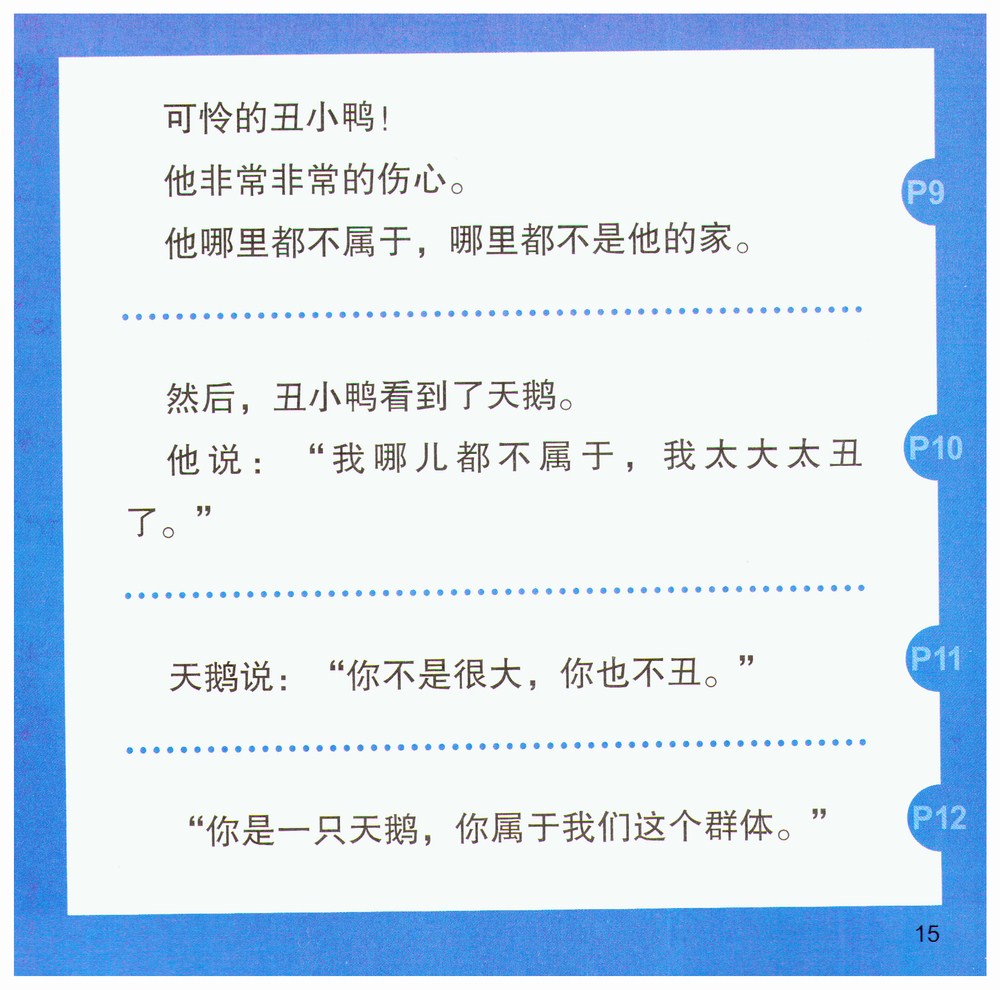 可怜的丑小鸭！
他非常非常的伤心。
他哪里都不属于，哪里都不是他的家。
P9
然后，丑小鸭看到了天鹅。
他说：“我哪儿都不属于，我太大太丑
了。”
P10
天鹅说：“你不是很大，你也不丑。”
P11
“你是一只天鹅，你属于我们这个群体。”
P12
15